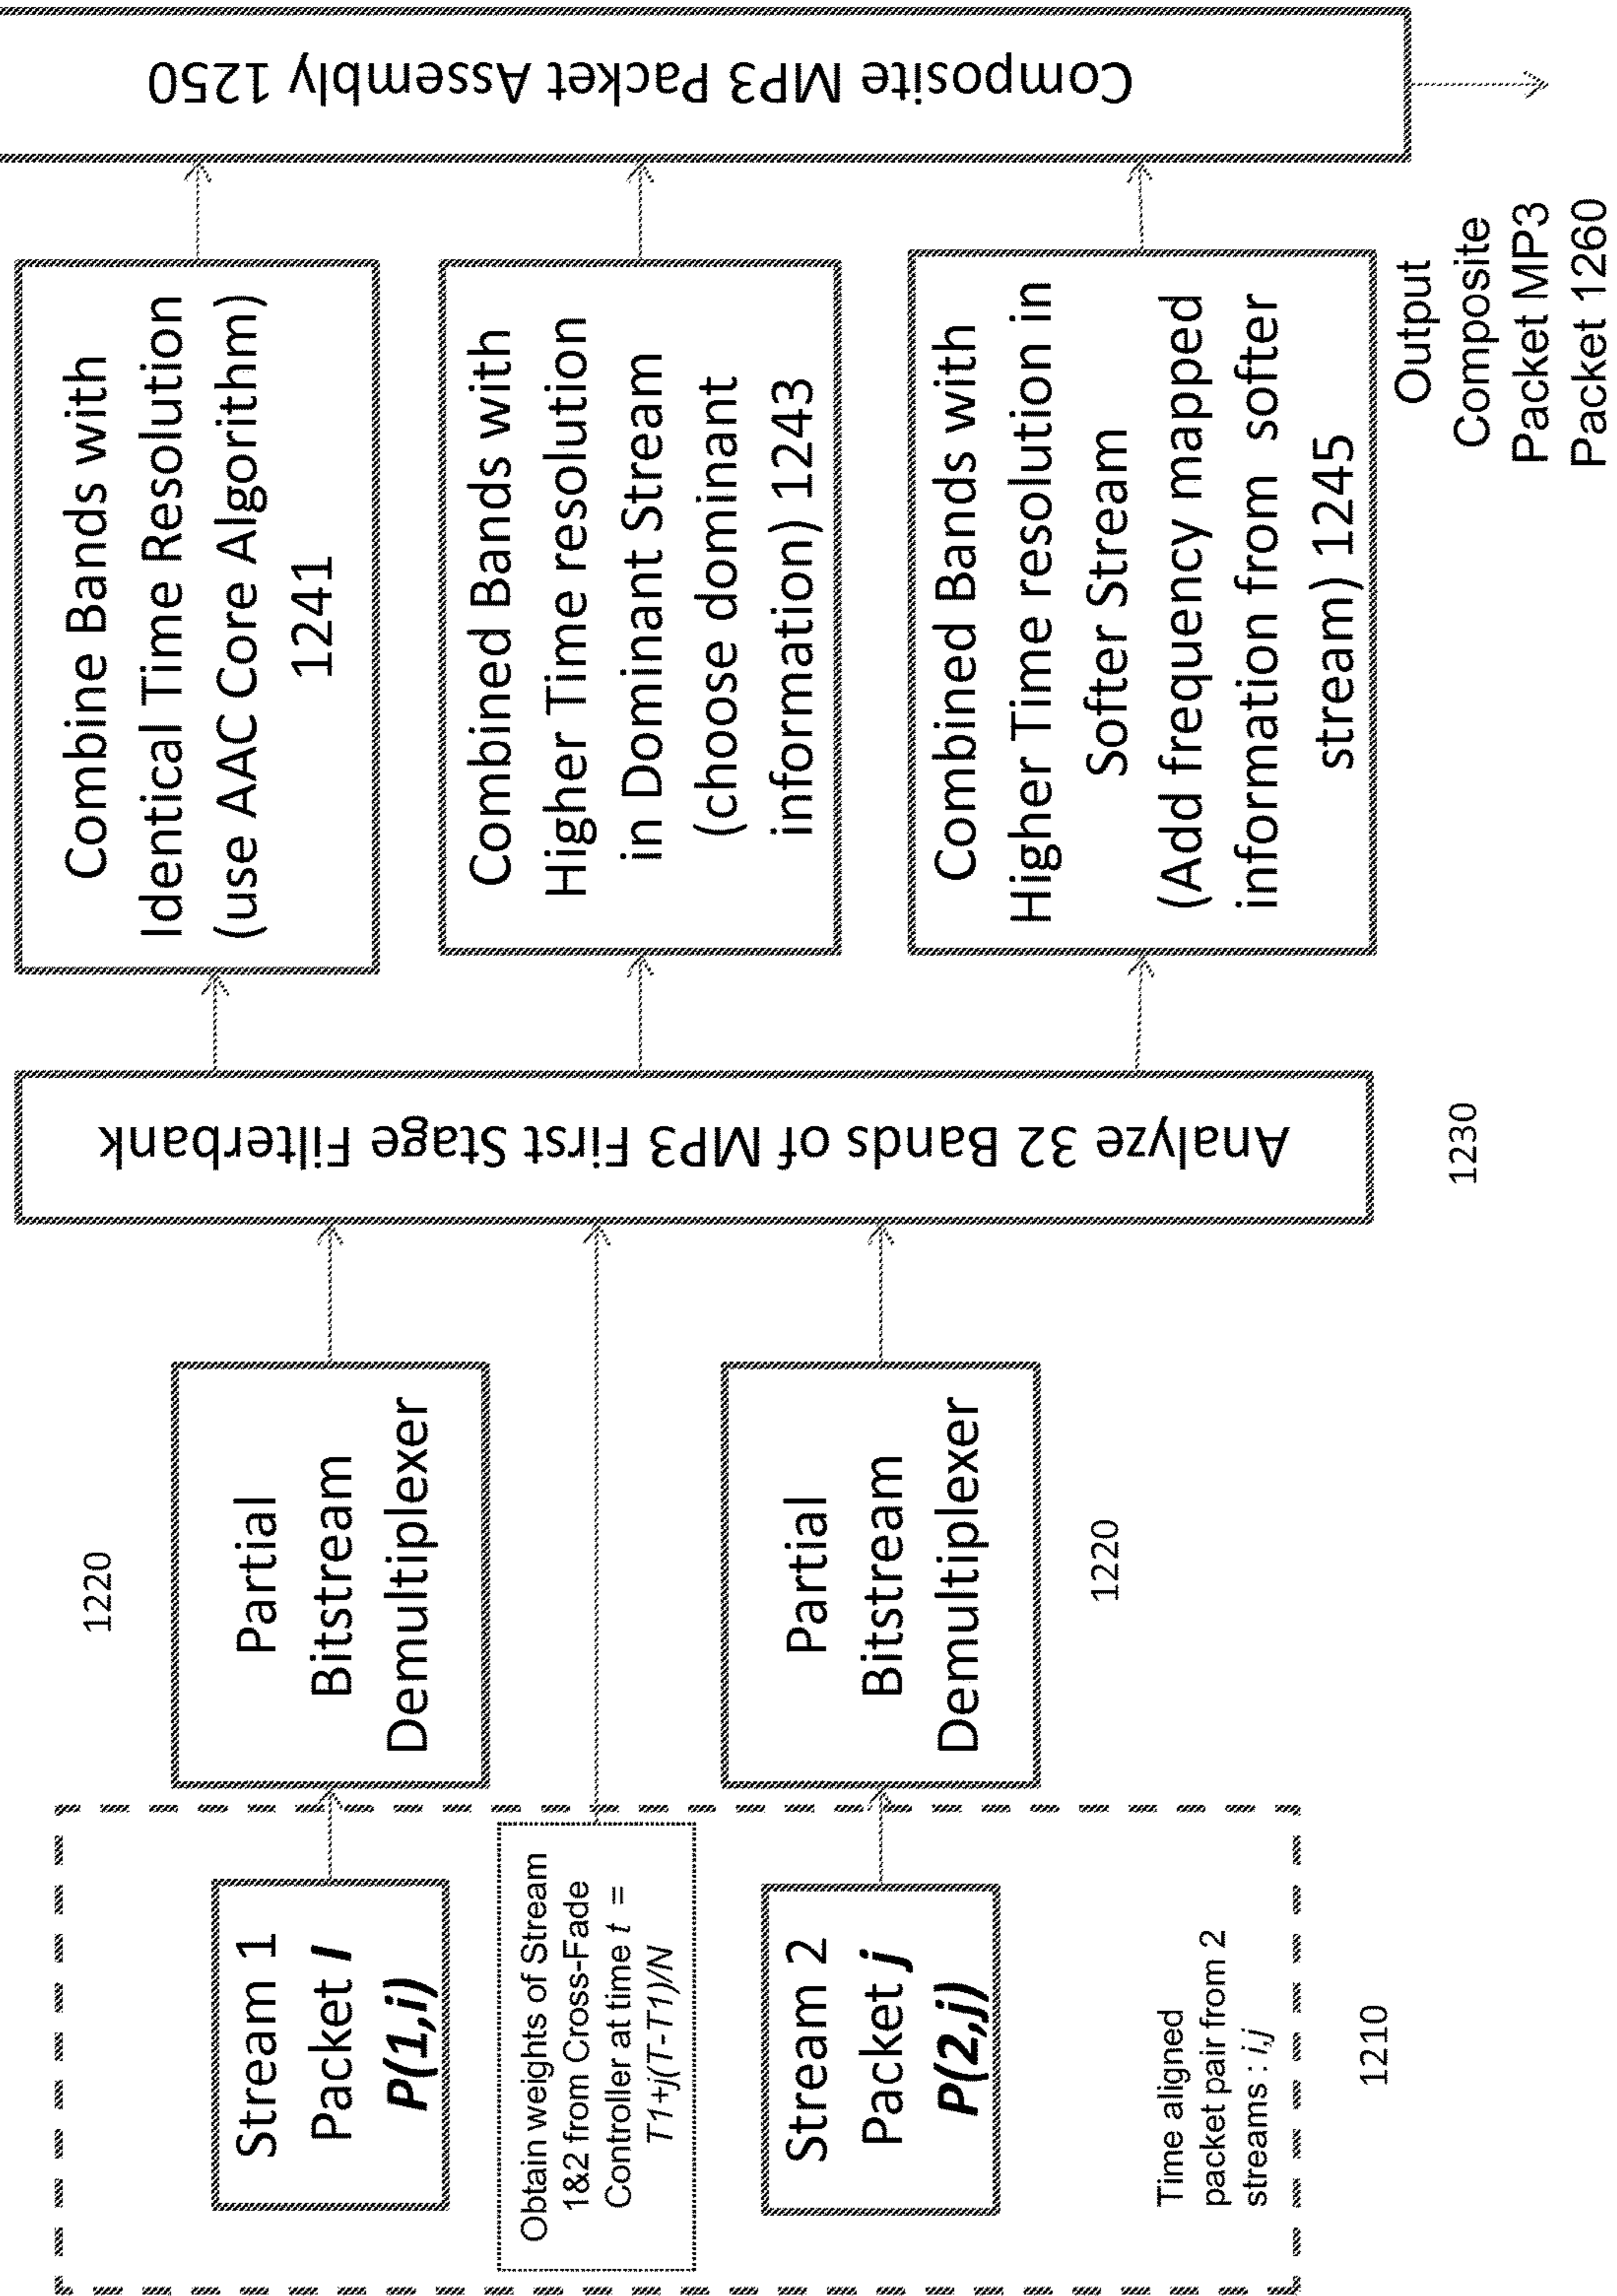 Stream 1
Packet I
P(1,i)
Obtain weights of Stream
1&2 from Cross-Fade
Controller at time t =
T1+j(T-T1)/N
Stream 2
Packet j
P(2,j)
Time aligned
packet pair from 2
streams : i,j
1210
1220
Partial
Bitstream
Demultiplexer
Partial
Bitstream
Demultiplexer
1220
Analyze 32 Bands of MP3 First Stage Filterbank
1230
Combine Bands with
Identical Time Resolution
(use AAC Core Algorithm)
1241
Combined Bands with
Higher Time resolution
in Dominant Stream
(choose dominant
information) 1243
Combined Bands with
Higher Time resolution in
Softer Stream
(Add frequency mapped
information from softer
stream) 1245
Composite MP3 Packet Assembly 1250
Output
Composite
Packet MP3
Packet 1260